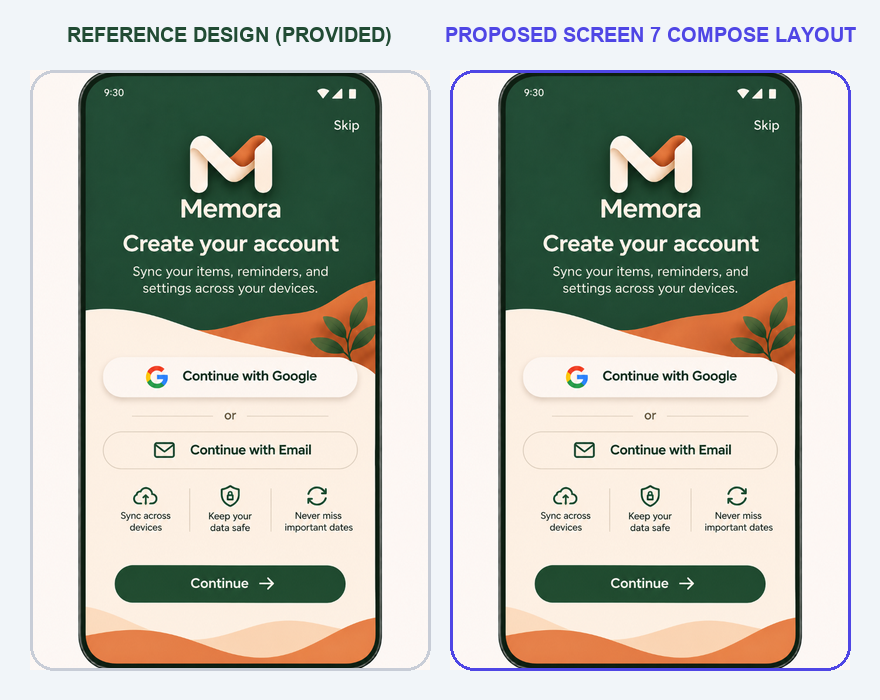 REFERENCE DESIGN (PROVIDED)
9:30
Skip
Memora
Create your account
Sync your items, reminders, and
settings across your devices.
Continue with Google
or
Continue with Email
Sync across
devices
Keep your
data safe
Never miss
important dates
Continue
PROPOSED SCREEN 7 COMPOSE LAYOUT
9:30
Skip
Memora
Create your account
Sync your items, reminders, and
settings across your devices.
Continue with Google
or
Continue with Email
Sync across
devices
Keep your
data safe
Never miss
important dates
Continue